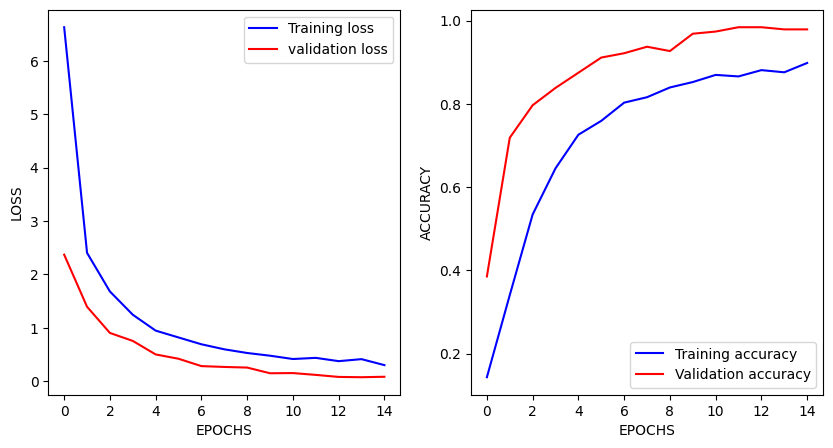 Training loss
validation loss
LOSS
6
5
4
3
2
1
0
0 2 4 6 8 10 12 14
EPOCHS
ACCURACY
1.0
0.8
0.6
0.4
0.2
Training accuracy
Validation accuracy
0 2 4 6 8 10 12 14
EPOCHS